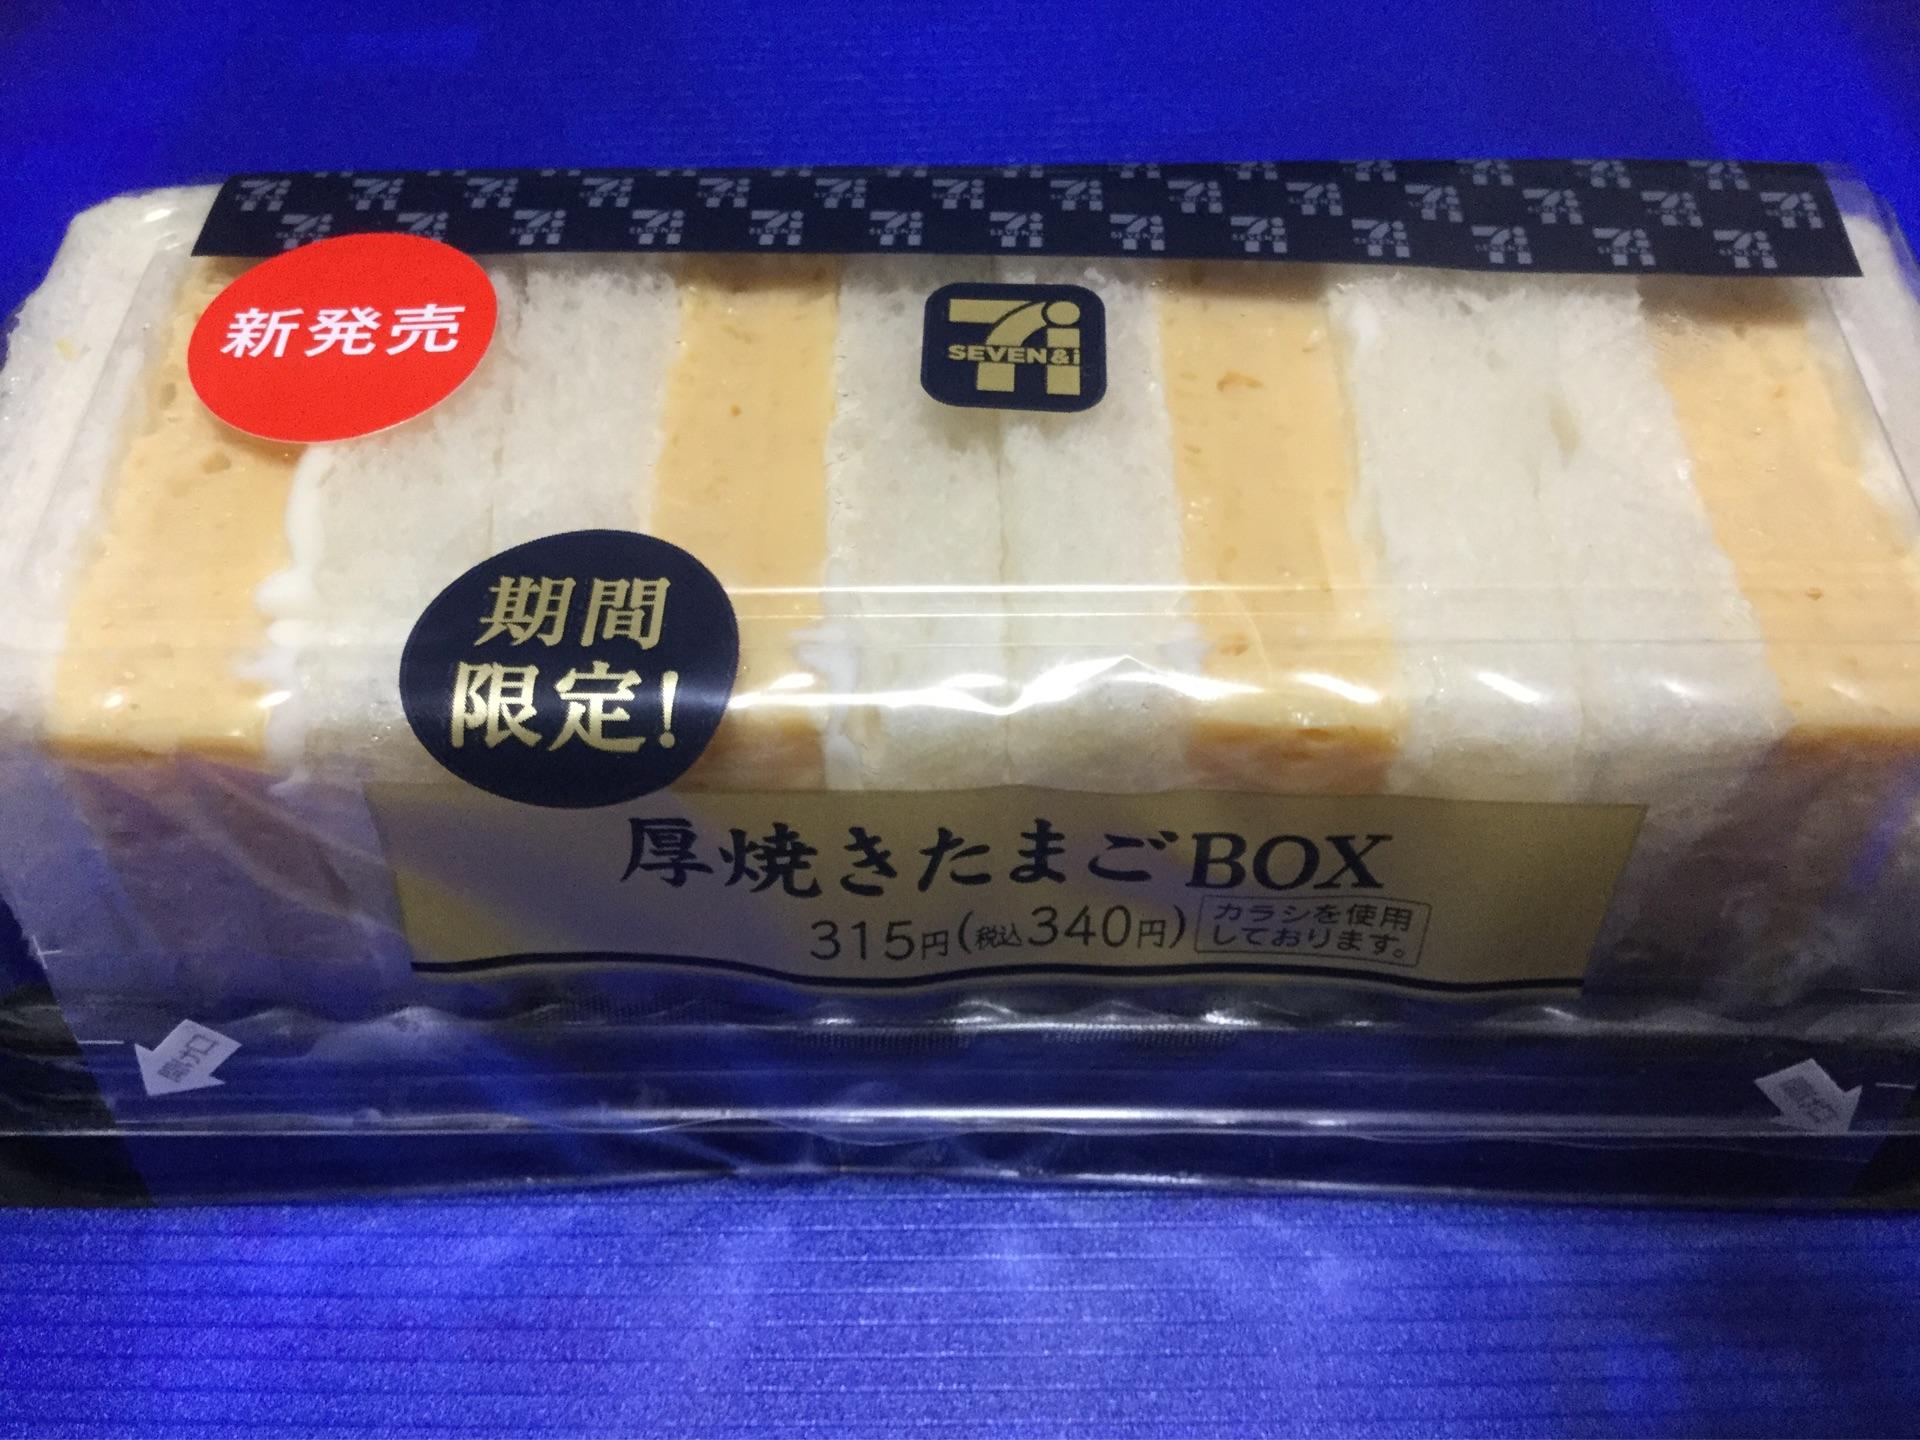 新発売
SEVEN&i
期間
限定!
厚焼きたまごBOX
315円(税込340円)
カラシを使用
しております。
開け口
開け口